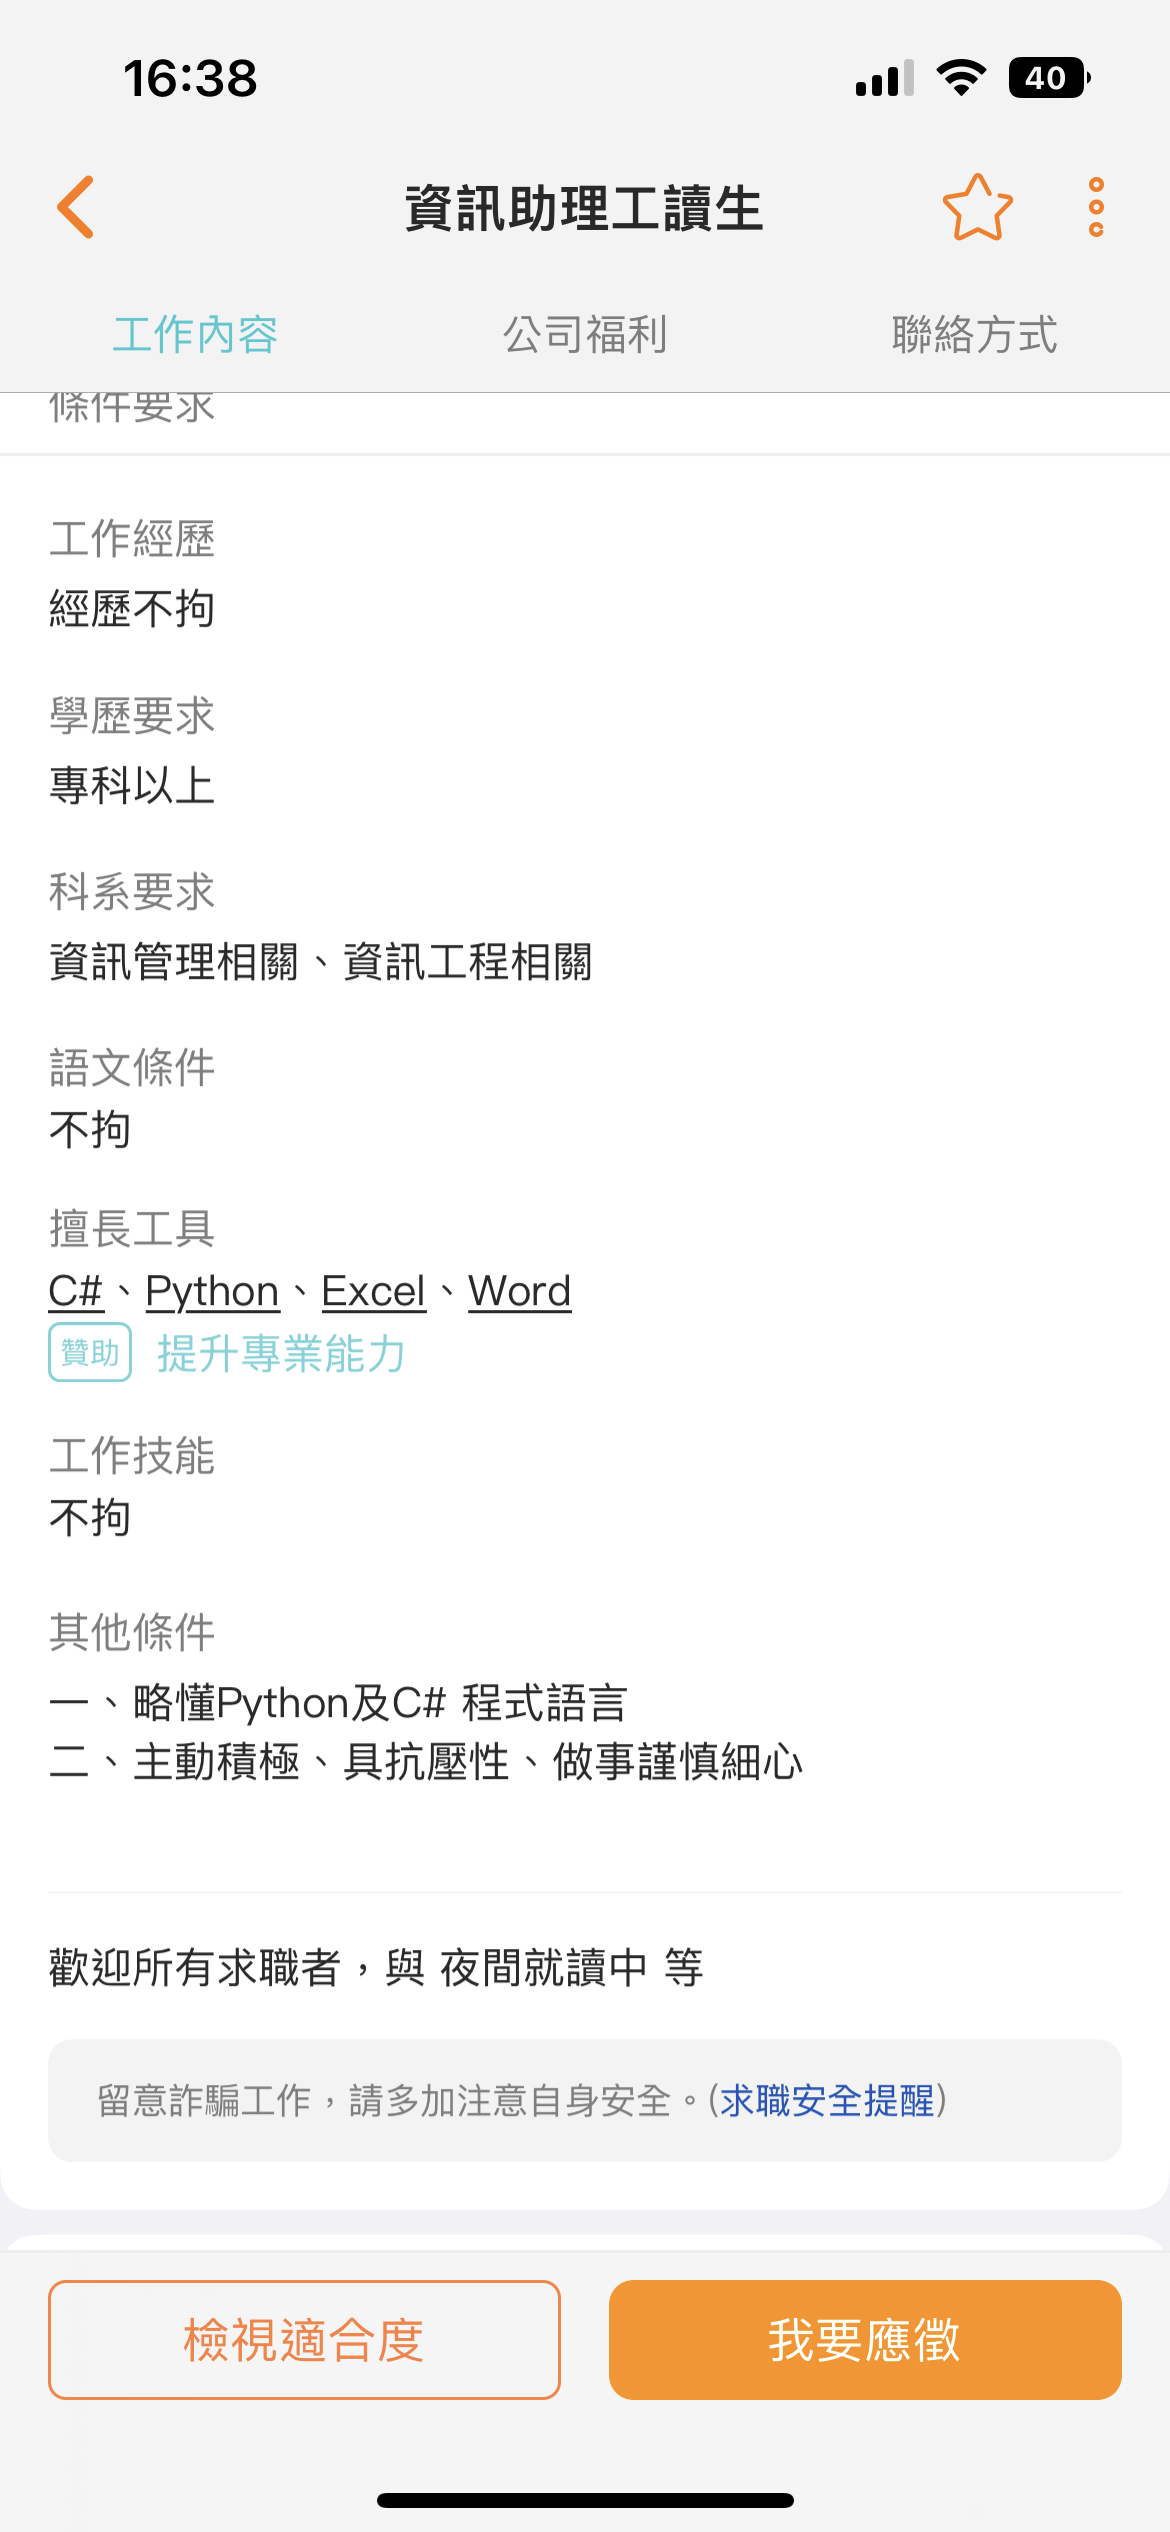 16:38
40
資訊助理工讀生
工作內容
公司福利
聯絡方式
條件要求
工作經歷
經歷不拘
學歷要求
專科以上
科系要求
資訊管理相關、資訊工程相關
語文條件
不拘
擅長工具
C#、Python、Excel、Word
贊助 提升專業能力
工作技能
不拘
其他條件
一、略懂Python及C# 程式語言
二、主動積極、具抗壓性、做事謹慎細心
歡迎所有求職者，與 夜間就讀中 等
留意詐騙工作，請多加注意自身安全。(求職安全提醒)
檢視適合度
我要應徵